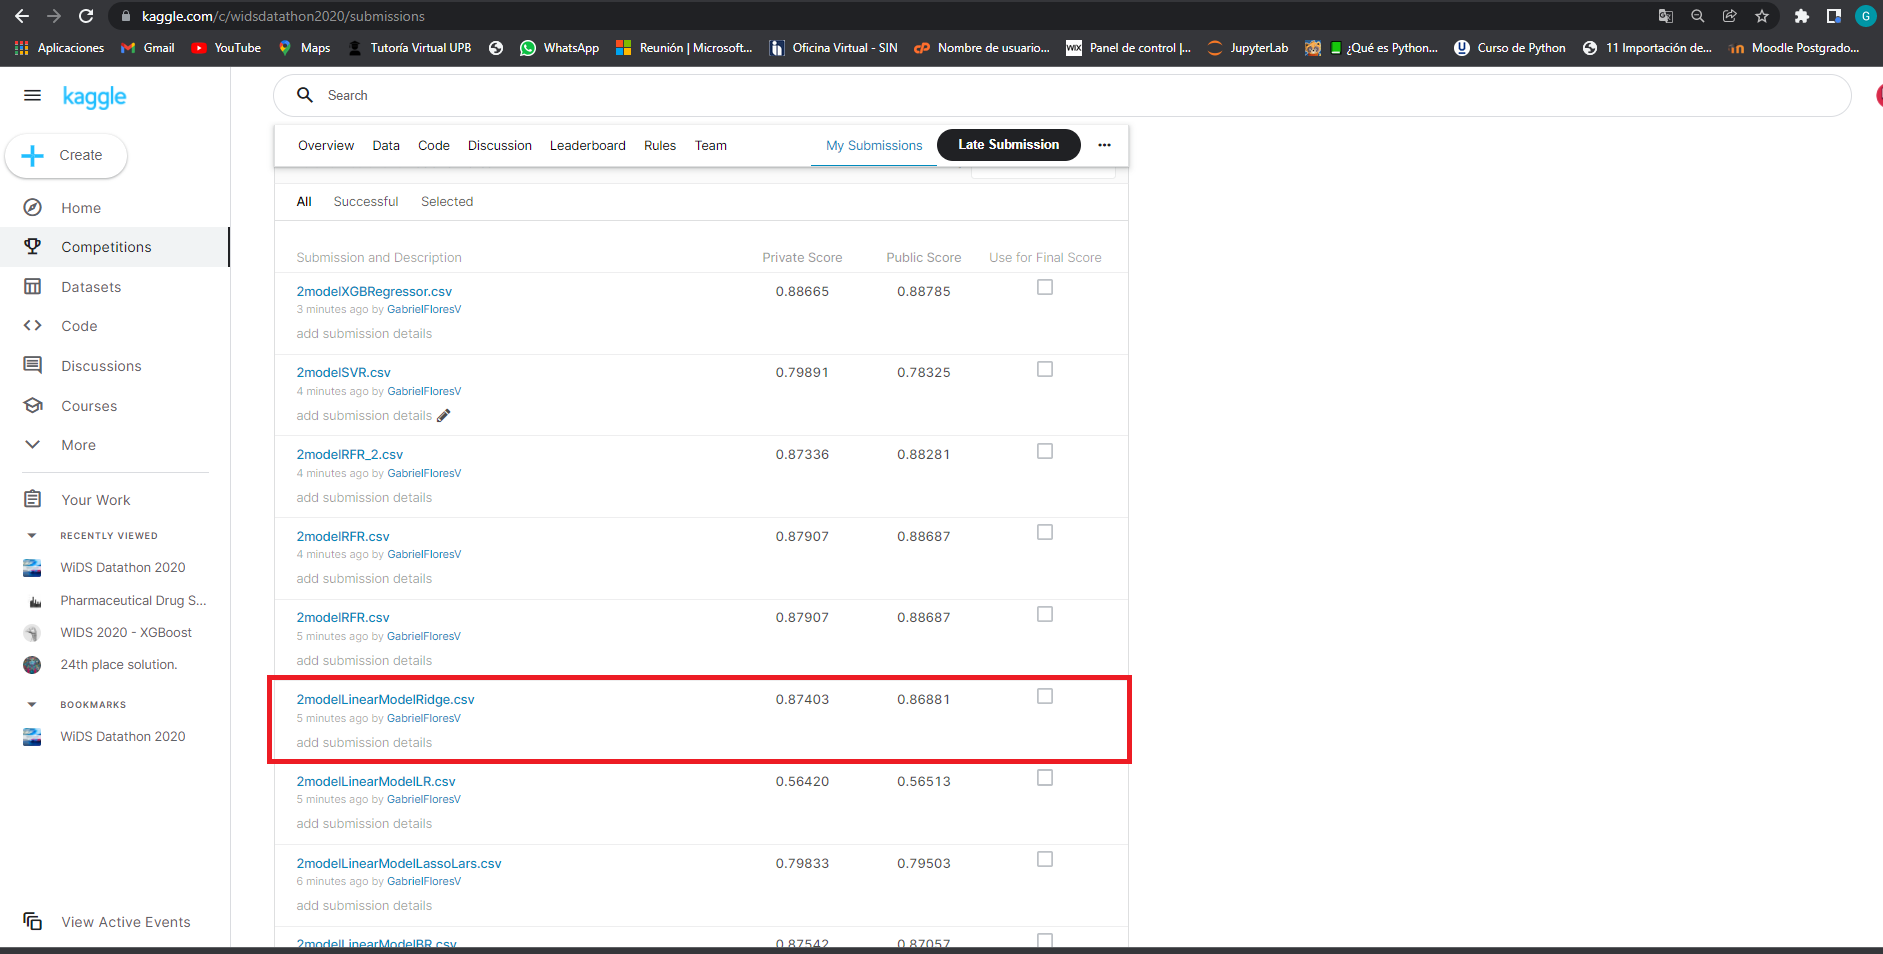 kaggle.com/c/widsdatathon2020/submissions
G
Aplicaciones Gmail YouTube Maps Tutoría Virtual UPB WhatsApp Reunión | Microsoft... Oficina Virtual - SIN Nombre de usuario... WIX Panel de control |... JupyterLab ¿Qué es Python... Curso de Python 11 Importación de... Moodle Postgrado...
kaggle
Search
Create
Overview Data Code Discussion Leaderboard Rules Team My Submissions Late Submission
Home
All Successful Selected
Competitions
Submission and Description Private Score Public Score Use for Final Score
Datasets
2modelXGBRegressor.csv 0.88665 0.88785
3 minutes ago by GabrielFloresV
add submission details
Code
Discussions
2modelSVR.csv 0.79891 0.78325
4 minutes ago by GabrielFloresV
add submission details
Courses
More
2modelRFR_2.csv 0.87336 0.88281
4 minutes ago by GabrielFloresV
add submission details
Your Work
RECENTLY VIEWED
2modelRFR.csv 0.87907 0.88687
4 minutes ago by GabrielFloresV
add submission details
WiDS Datathon 2020
Pharmaceutical Drug S...
2modelRFR.csv 0.87907 0.88687
5 minutes ago by GabrielFloresV
add submission details
WIDS 2020 - XGBoost
24th place solution.
2modelLinearModelRidge.csv 0.87403 0.86881
5 minutes ago by GabrielFloresV
add submission details
BOOKMARKS
WiDS Datathon 2020
2modelLinearModelLR.csv 0.56420 0.56513
5 minutes ago by GabrielFloresV
add submission details
2modelLinearModelLassoLars.csv 0.79833 0.79503
6 minutes ago by GabrielFloresV
add submission details
View Active Events
2modelLinearModelBR.csv 0.87542 0.87057